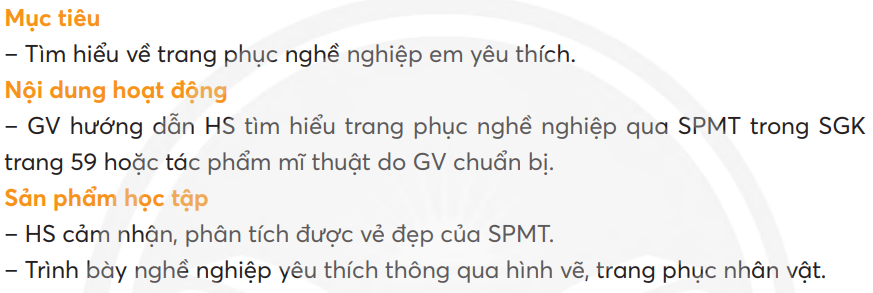 Mục tiêu
– Tìm hiểu về trang phục nghề nghiệp em yêu thích.
Nội dung hoạt động
– GV hướng dẫn HS tìm hiểu trang phục nghề nghiệp qua SPMT trong SGK
trang 59 hoặc tác phẩm mĩ thuật do GV chuẩn bị.
Sản phẩm học tập
– HS cảm nhận, phân tích được vẻ đẹp của SPMT.
– Trình bày nghề nghiệp yêu thích thông qua hình vẽ, trang phục nhân vật.